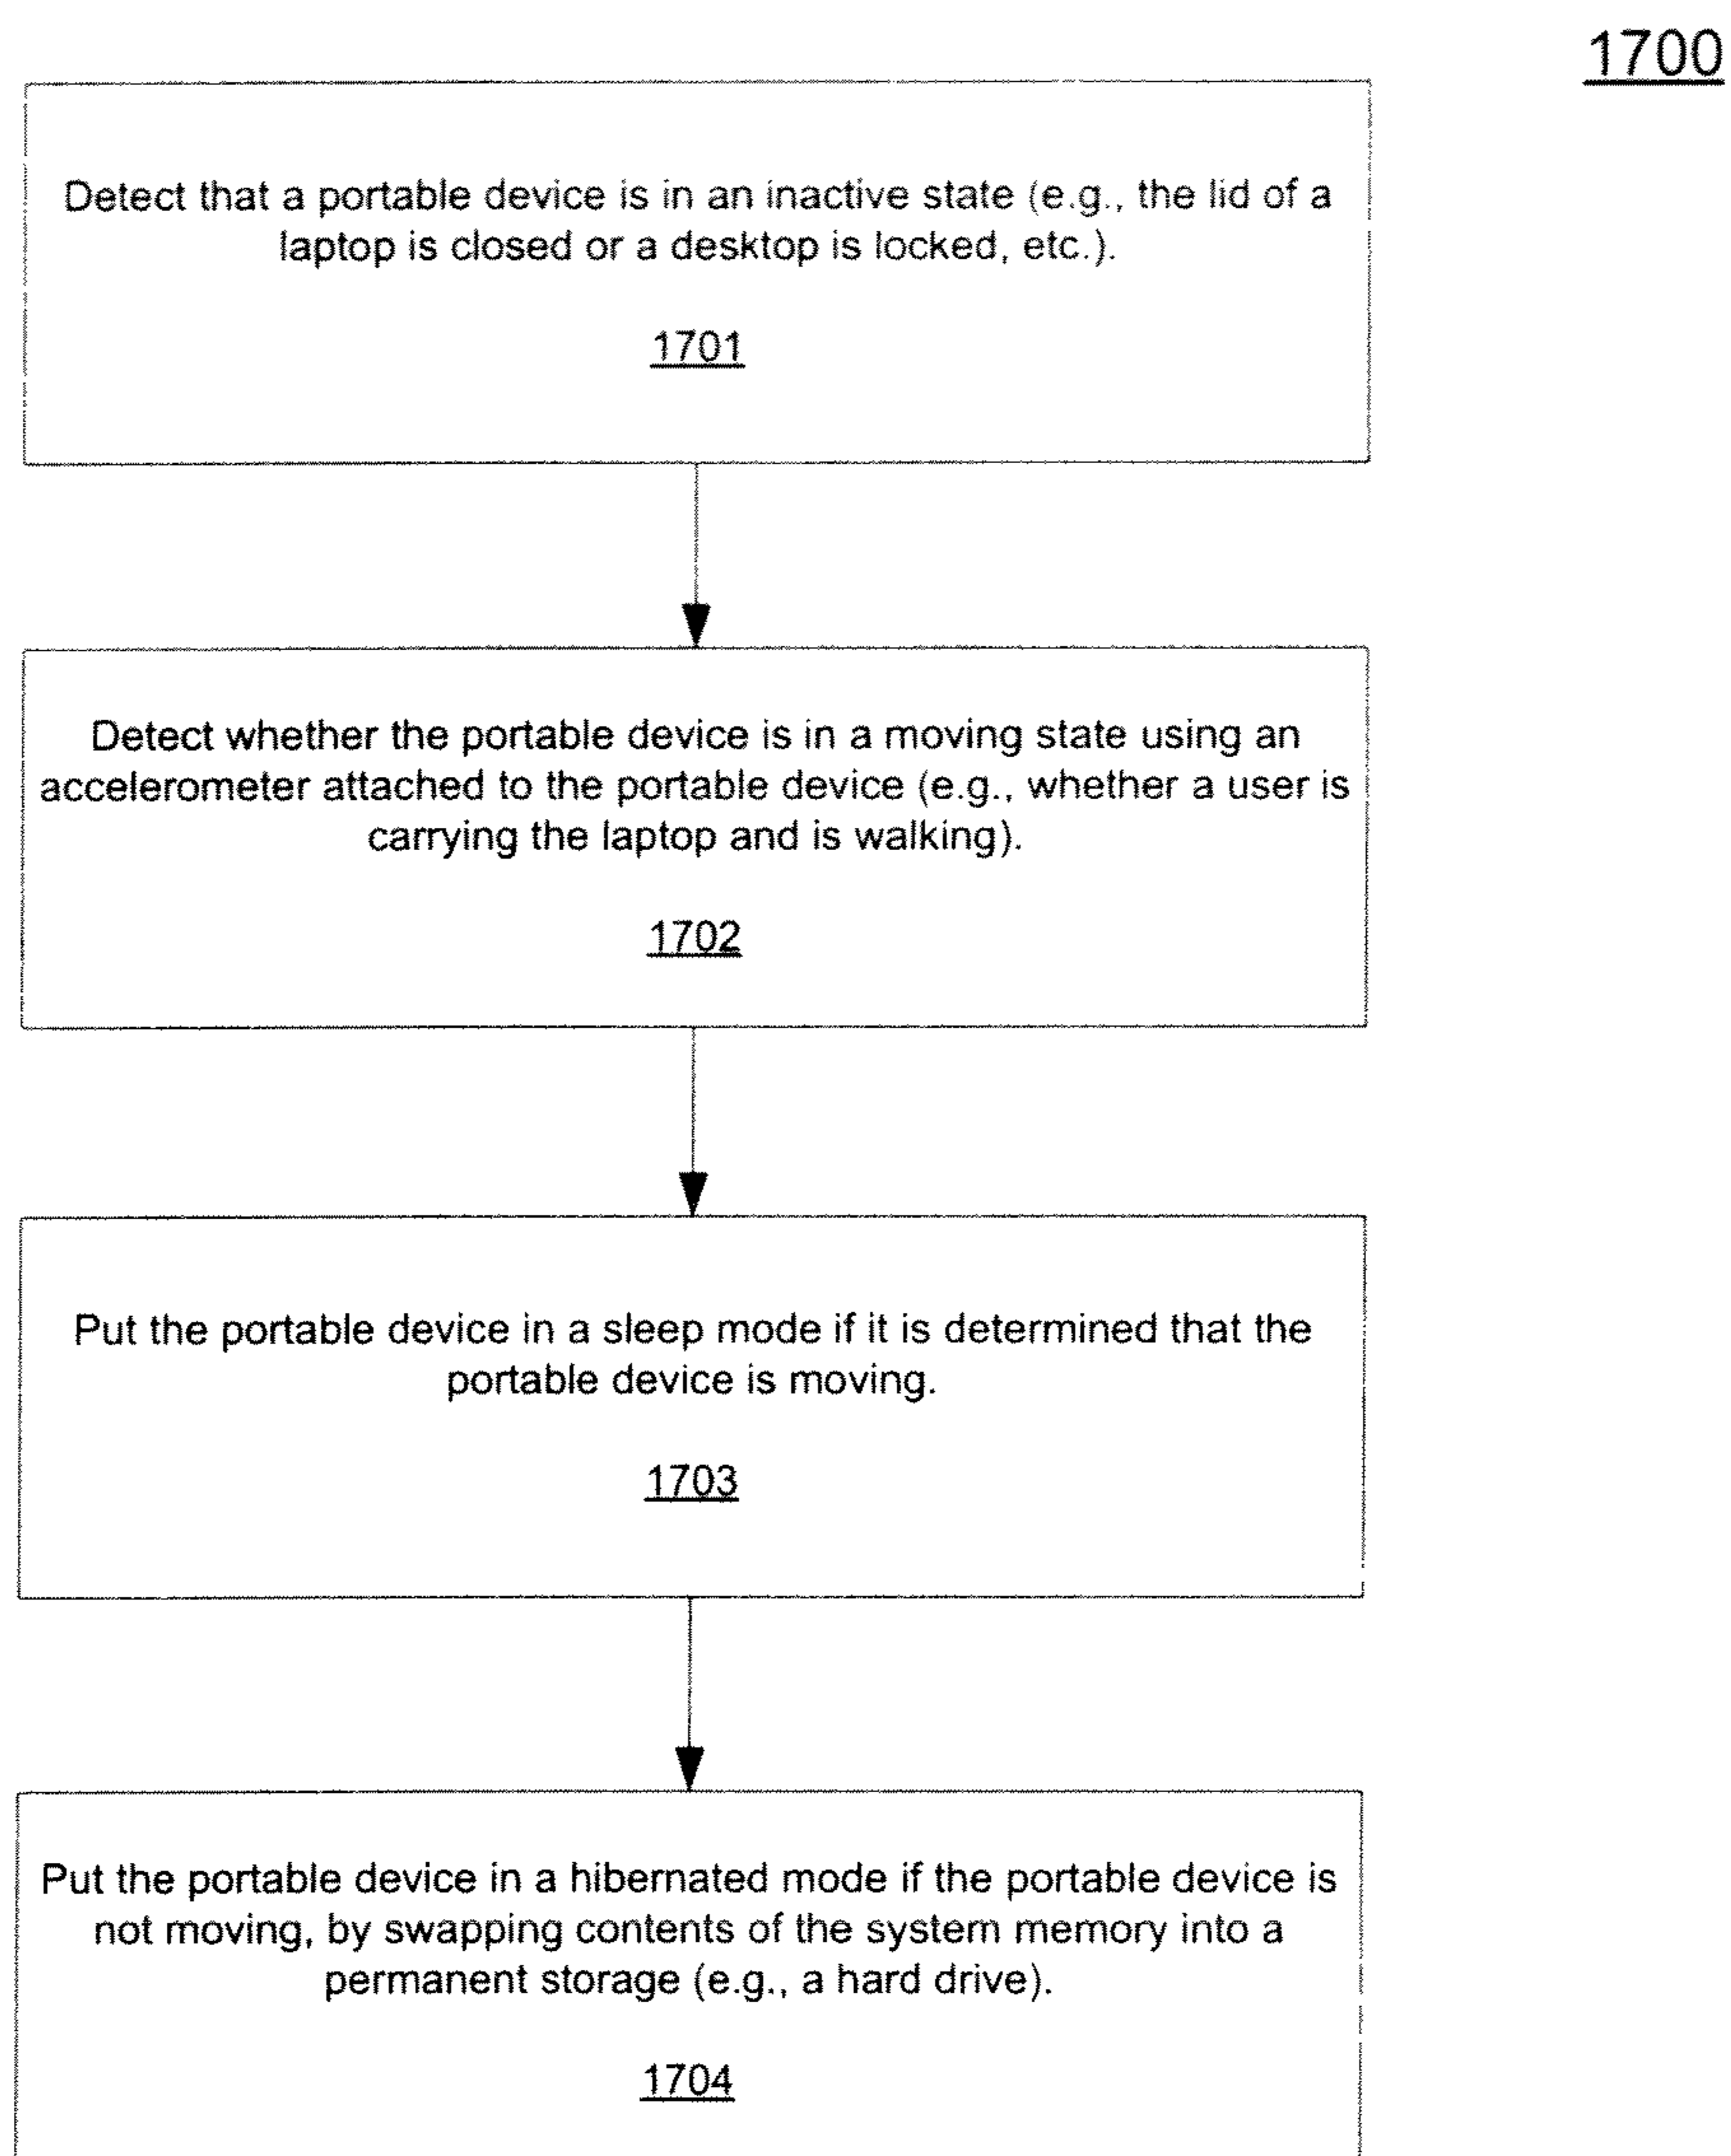 1700
Detect that a portable device is in an inactive state (e.g., the lid of a
laptop is closed or a desktop is locked, etc.).
1701
Detect whether the portable device is in a moving state using an
accelerometer attached to the portable device (e.g., whether a user is
carrying the laptop and is walking).
1702
Put the portable device in a sleep mode if it is determined that the
portable device is moving.
1703
Put the portable device in a hibernated mode if the portable device is
not moving, by swapping contents of the system memory into a
permanent storage (e.g., a hard drive).
1704